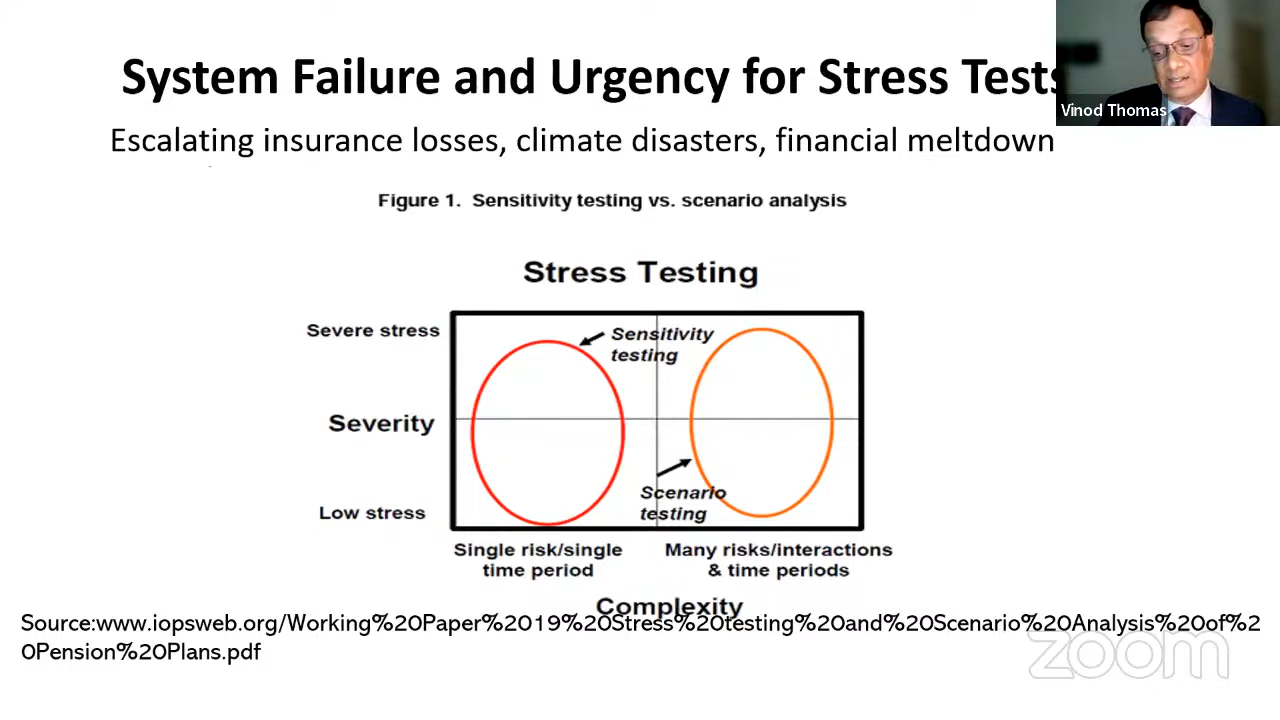 System Failure and Urgency for Stress Tests
Vinod Thomas
Escalating insurance losses, climate disasters, financial meltdown
Figure 1. Sensitivity testing vs. scenario analysis
Stress Testing
Severe stress
Sensitivity
testing
Severity
Scenario
testing
Low stress
Single risk/single
time period
Many risks/interactions
& time periods
Complexity
Source:www.iopsweb.org/Working%20Paper%2019%20Stress%20testing%20and%20Scenario%20Analysis%20of%2
0Pension%20Plans.pdf
zoom